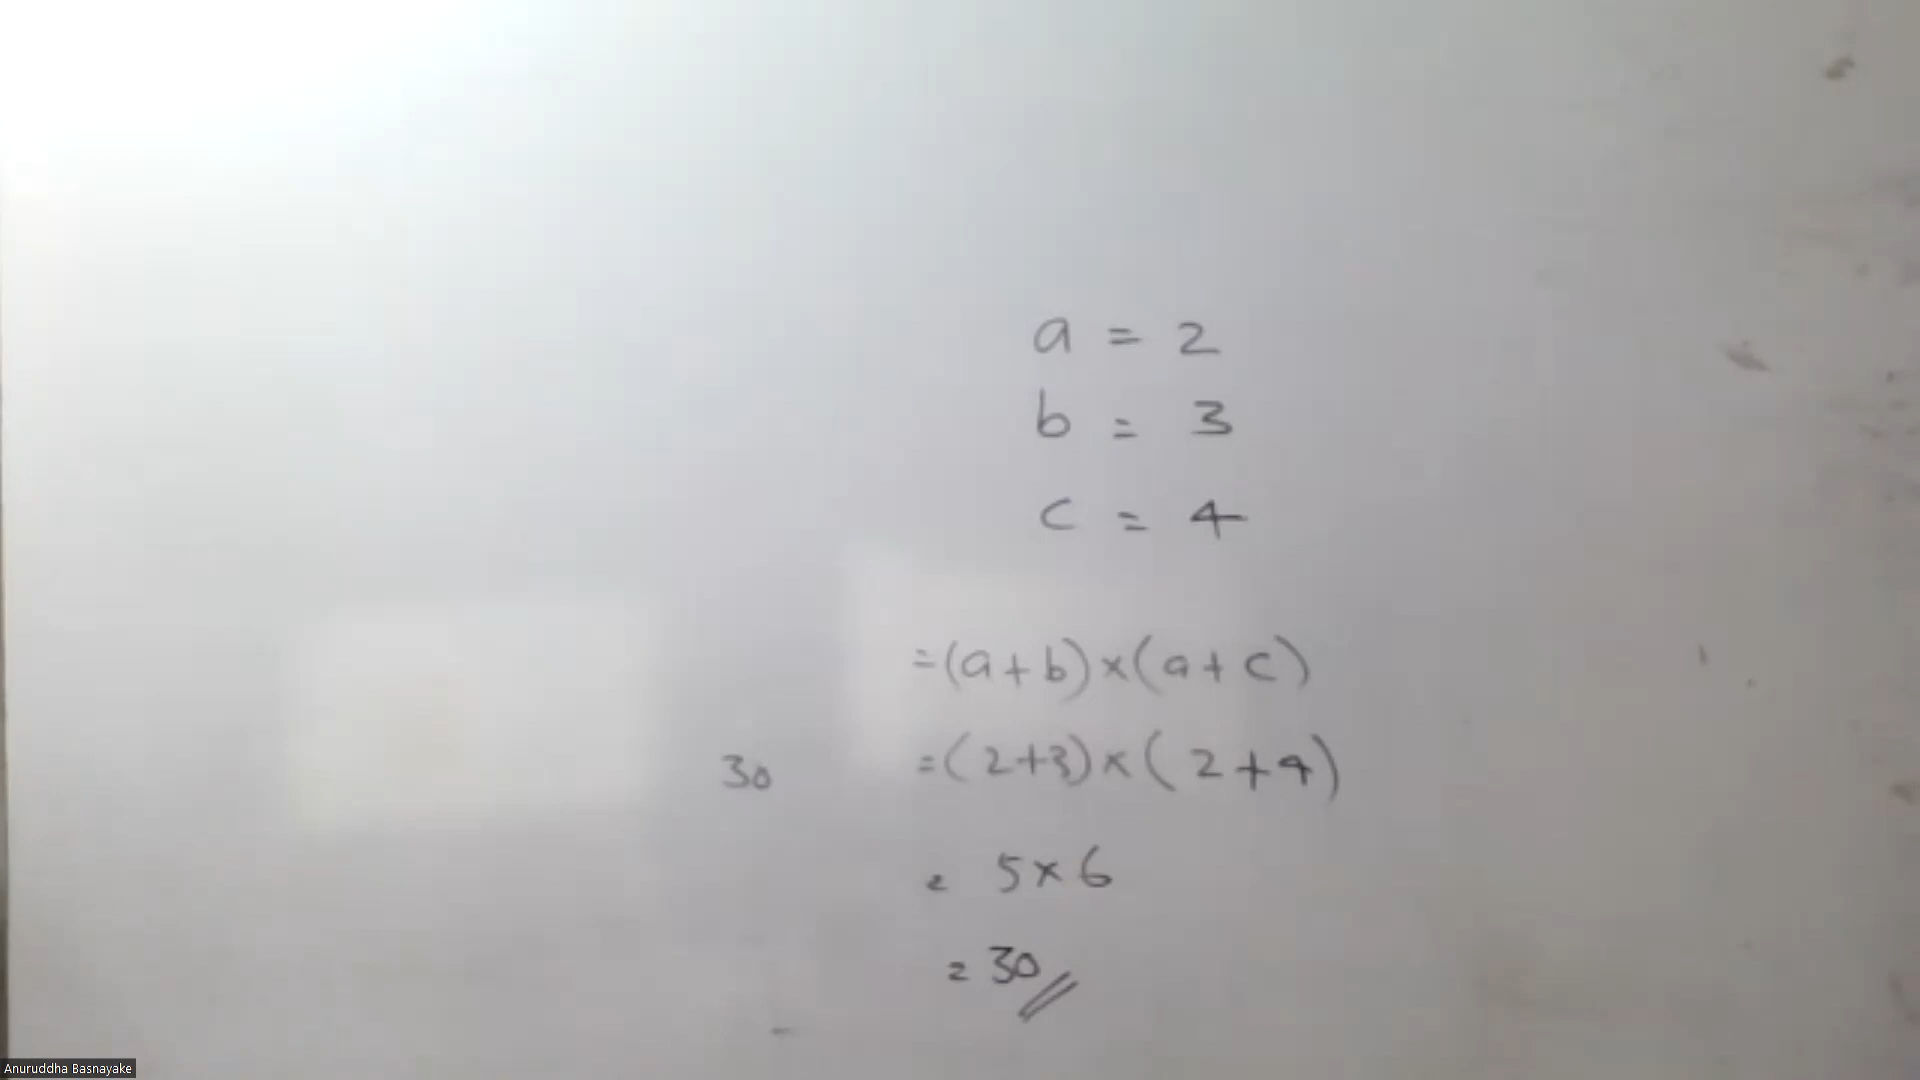 a = 2
b = 3
c = 4
=(a+b)×(a+c)
30 =(2+3)×(2+4)
= 5×6
= 30//
Anuruddha Basnayake